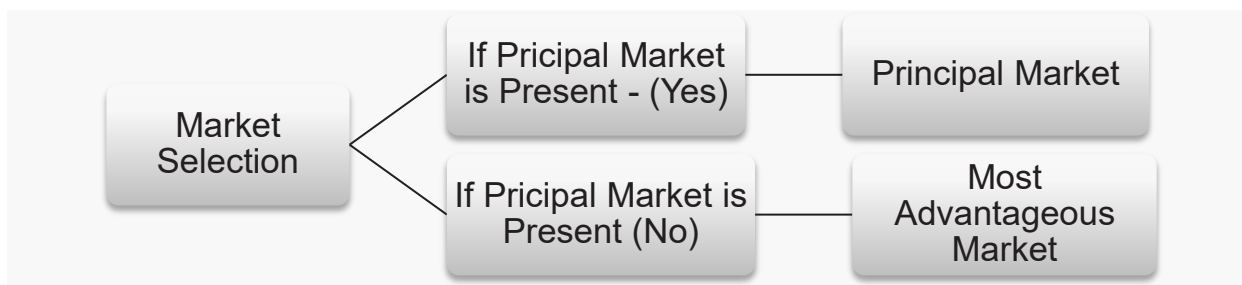 Market
Selection
If Pricipal Market
is Present - (Yes)
Principal Market
If Pricipal Market is
Present (No)
Most
Advantageous
Market